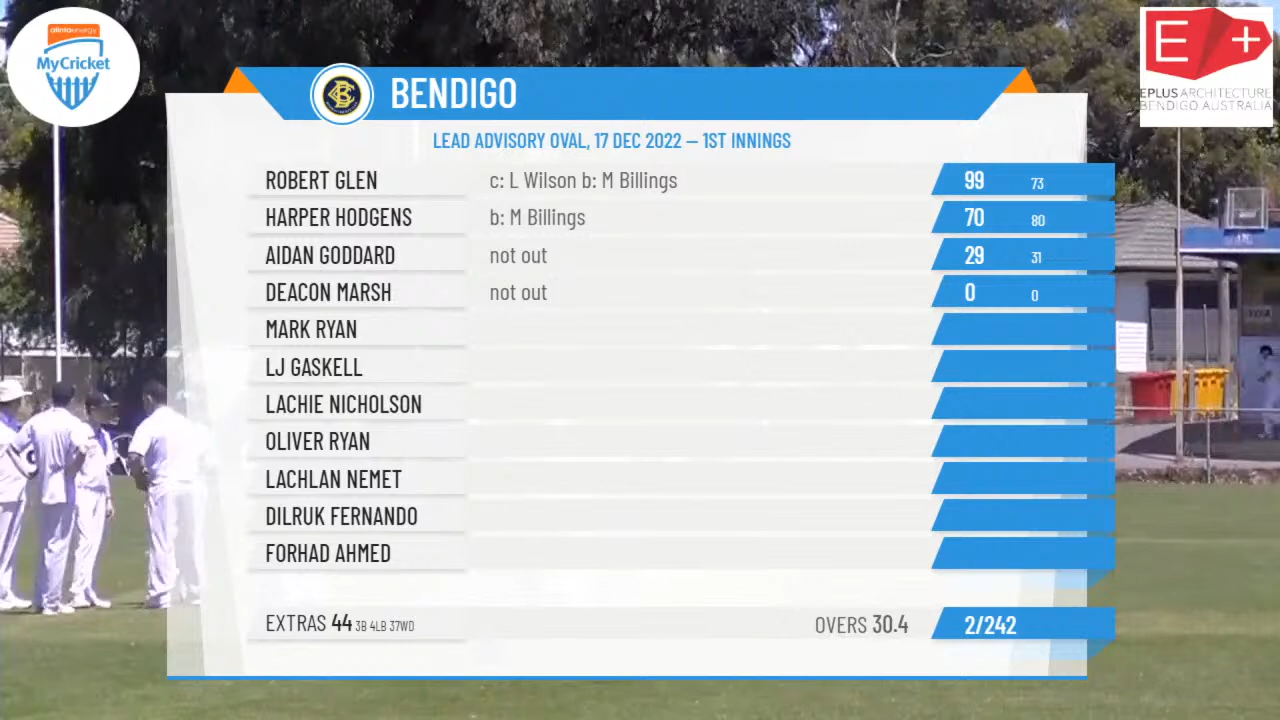 alintaenergy
MyCricket
E +
EPLUS ARCHITECTURE
BENDIGO AUSTRALIA
BENDIGO
LEAD ADVISORY OVAL, 17 DEC 2022 – 1ST INNINGS
ROBERT GLEN c: L Wilson b: M Billings 99 73
HARPER HODGENS b: M Billings 70 80
AIDAN GODDARD not out 29 31
DEACON MARSH not out 0 0
MARK RYAN
LJ GASKELL
LACHIE NICHOLSON
OLIVER RYAN
LACHLAN NEMET
DILRUK FERNANDO
FORHAD AHMED
EXTRAS 44 3B 4LB 37WD OVERS 30.4 2/242